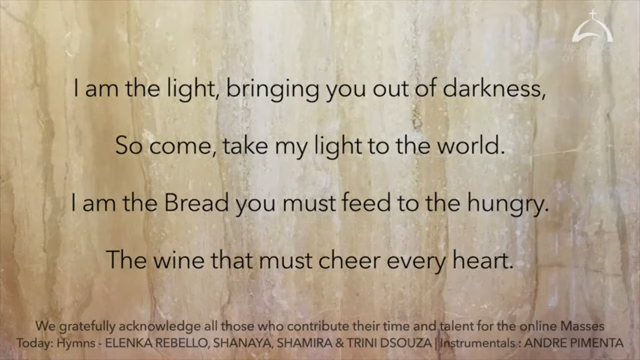 I am the light, bringing you out of darkness,
So come, take my light to the world.
I am the Bread you must feed to the hungry.
The wine that must cheer every heart.
We gratefully acknowledge all those who contribute their time and talent for the online Masses
Today: Hymns - ELENKA REBELLO, SHANAYA, SHAMIRA & TRINI DSOUZA | Instrumentals : ANDRE PIMENTA